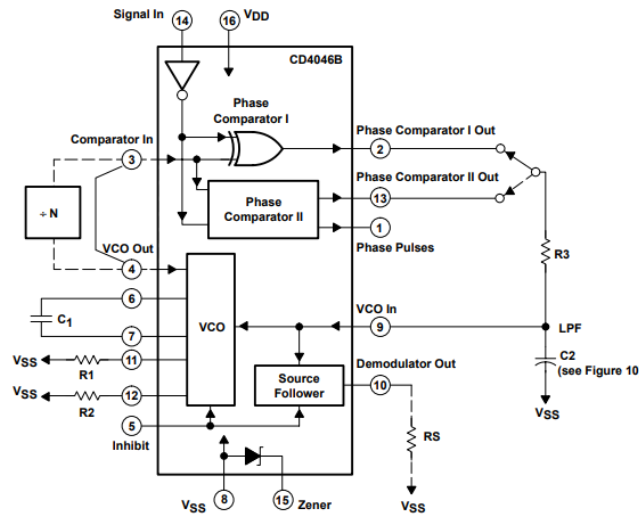 Signal In
14
16
VDD
CD4046B
Phase
Comparator I
Comparator In
3
Phase Comparator I Out
2
Phase Comparator II Out
13
÷ N
Phase
Comparator II
1
Phase Pulses
VCO Out
4
R3
6
C1
7
VCO
VCO In
9
LPF
VSS
11
R1
C2
(see Figure 10
VSS
12
R2
Source
Follower
Demodulator Out
10
VSS
5
Inhibit
RS
VSS
8
15
Zener
VSS